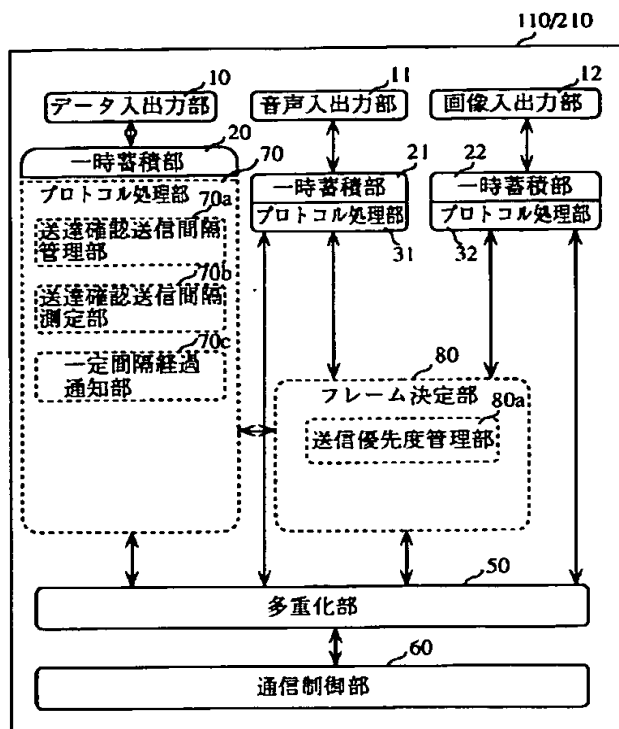 110/210
10
11
12
データ入出力部
音声入出力部
画像入出力部
20
一時蓄積部
70
21
22
一時蓄積部
一時蓄積部
プロトコル処理部
プロトコル処理部
プロトコル処理部
31
32
70a
送達確認送信間隔
管理部
70b
送達確認送信間隔
測定部
70c
一定間隔経過
通知部
80
フレーム決定部
80a
送信優先度管理部
50
多重化部
60
通信制御部